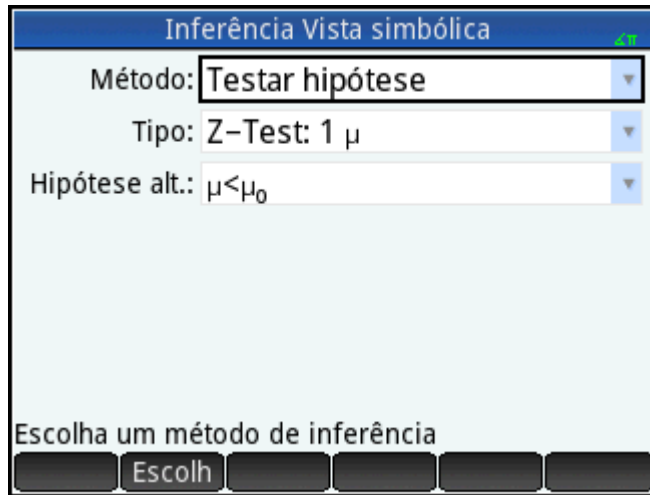 Inferência Vista simbólica
∡π
Método: Testar hipótese
Tipo: Z-Test: 1 μ
Hipótese alt.: μ<μ₀
Escolha um método de inferência
Escolh